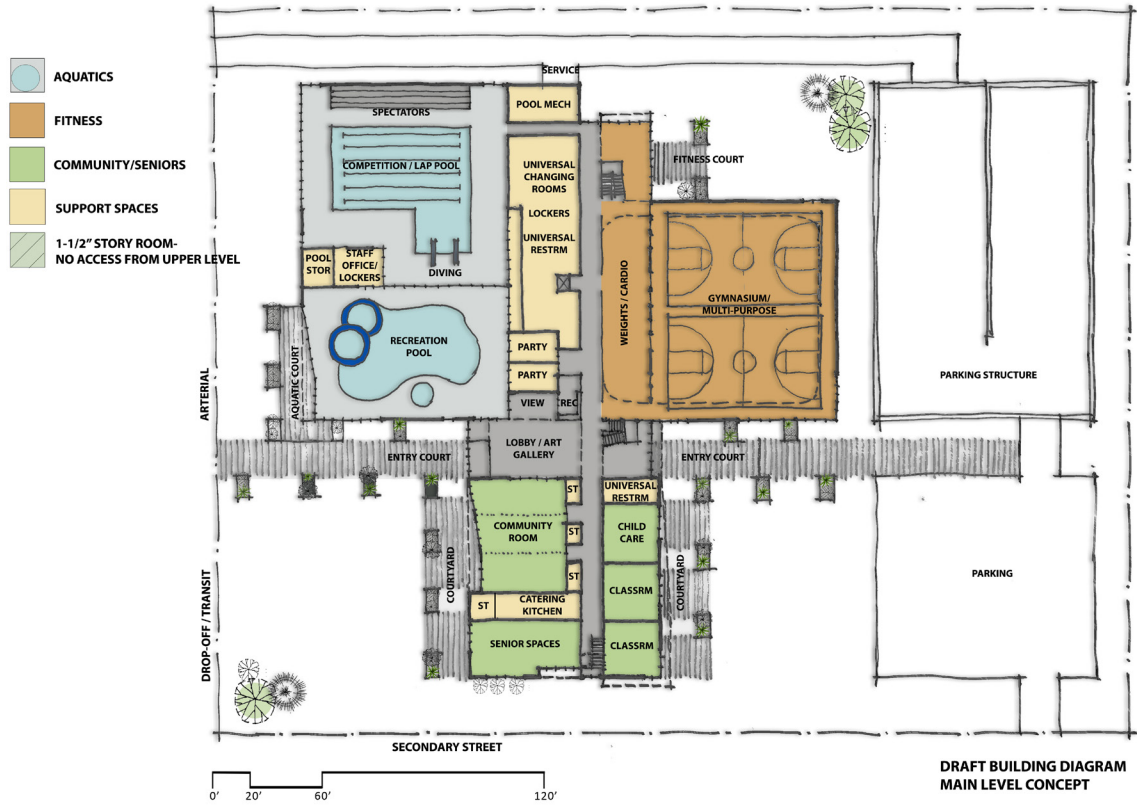 AQUATICS
FITNESS
COMMUNITY/SENIORS
SUPPORT SPACES
1-1/2” STORY ROOM-
NO ACCESS FROM UPPER LEVEL
SERVICE
POOL MECH
SPECTATORS
COMPETITION / LAP POOL
UNIVERSAL
CHANGING
ROOMS
LOCKERS
UNIVERSAL
RESTRM
FITNESS COURT
POOL
STOR
STAFF
OFFICE/
LOCKERS
DIVING
WEIGHTS / CARDIO
GYMNASIUM/
MULTI-PURPOSE
RECREATION
POOL
PARTY
PARTY
VIEW
REC
AQUATIC COURT
ARTERIAL
PARKING STRUCTURE
LOBBY / ART
GALLERY
ENTRY COURT
ENTRY COURT
ST
UNIVERSAL
RESTRM
COMMUNITY
ROOM
ST
CHILD
CARE
ST
COURTYARD
COURTYARD
CLASSRM
ST
CATERING
KITCHEN
SENIOR SPACES
CLASSRM
PARKING
DROP-OFF / TRANSIT
SECONDARY STREET
0’ 20’ 60’ 120’
DRAFT BUILDING DIAGRAM
MAIN LEVEL CONCEPT